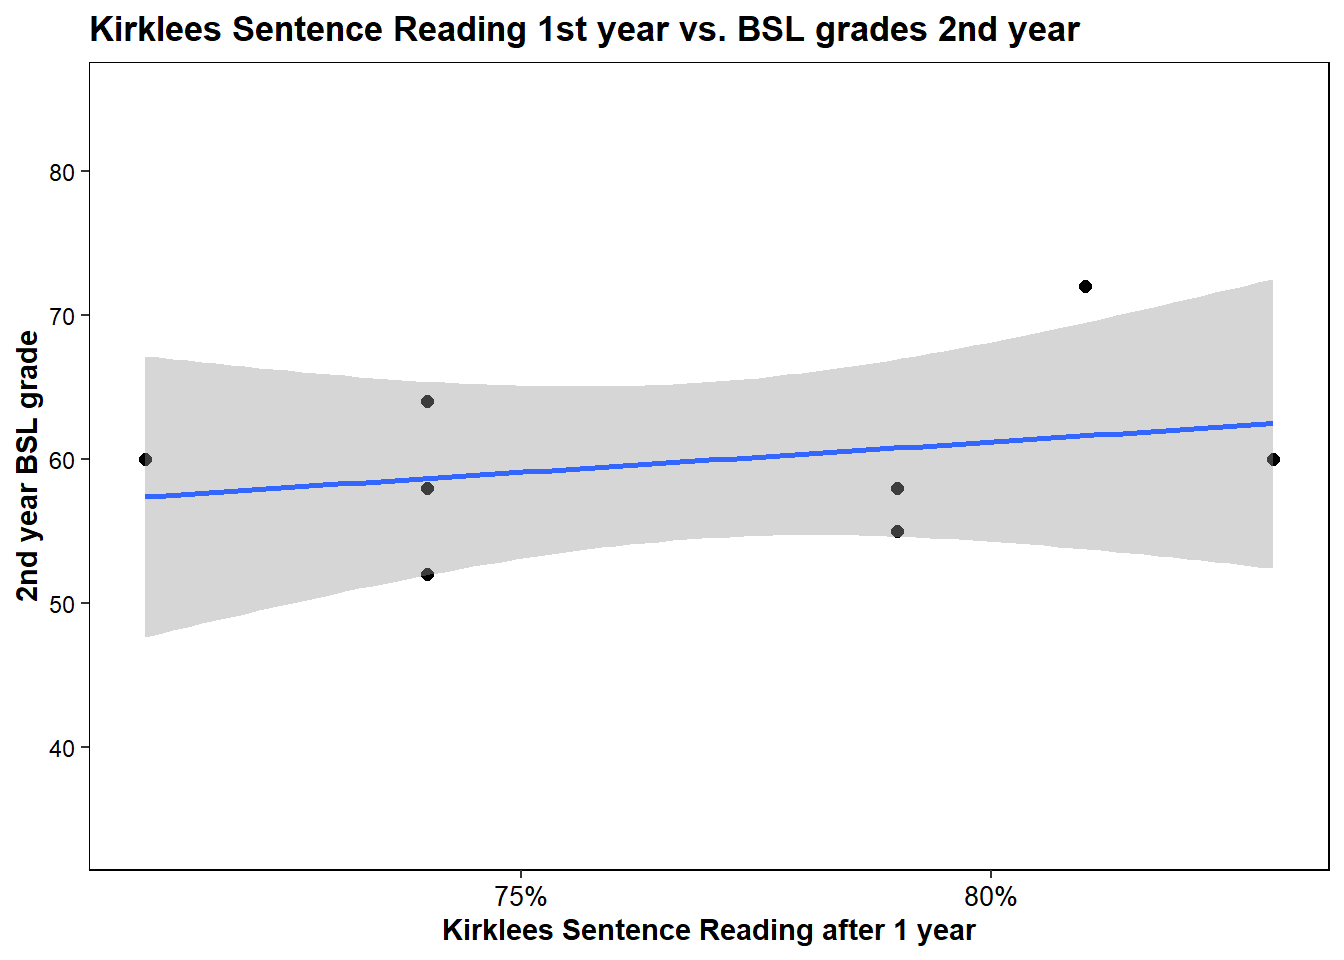 Kirklees Sentence Reading 1st year vs. BSL grades 2nd year
2nd year BSL grade
80
70
60
50
40
75% 80%
Kirklees Sentence Reading after 1 year